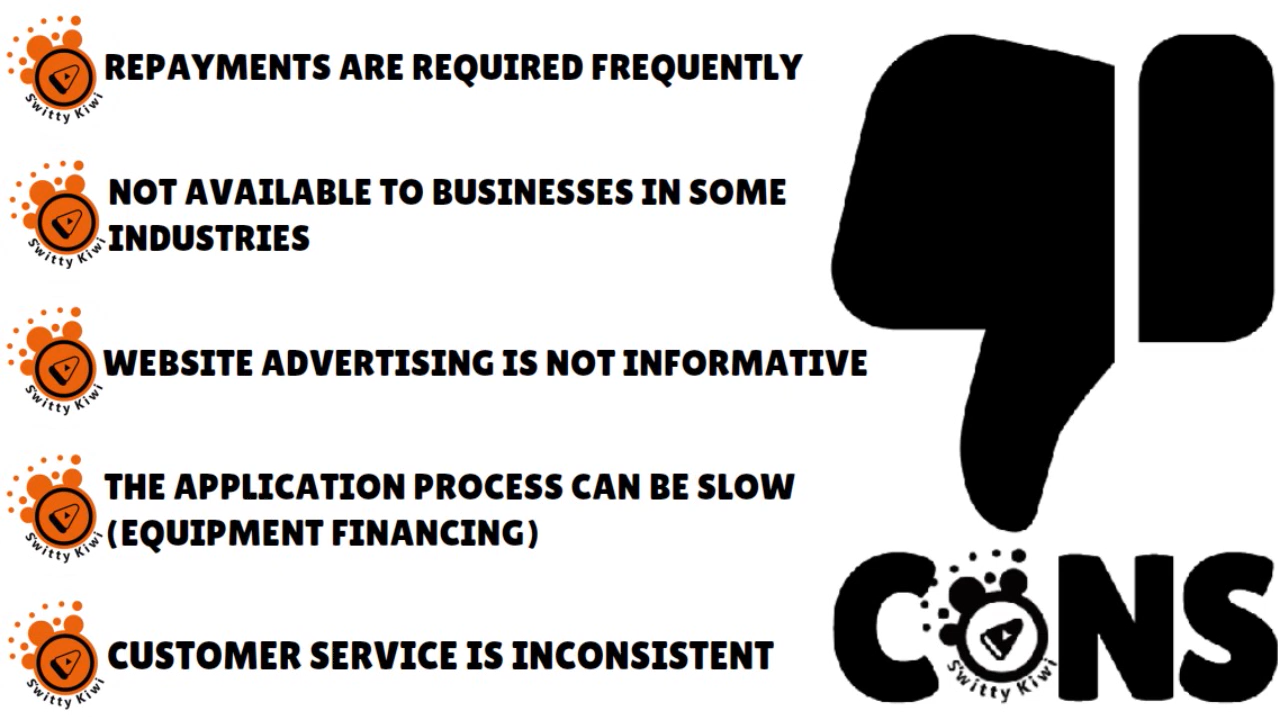 REPAYMENTS ARE REQUIRED FREQUENTLY
Switty Kiwi
NOT AVAILABLE TO BUSINESSES IN SOME
INDUSTRIES
Switty Kiwi
WEBSITE ADVERTISING IS NOT INFORMATIVE
Switty Kiwi
THE APPLICATION PROCESS CAN BE SLOW
(EQUIPMENT FINANCING)
Switty Kiwi
CUSTOMER SERVICE IS INCONSISTENT
Switty Kiwi
CONS
Switty Kiwi